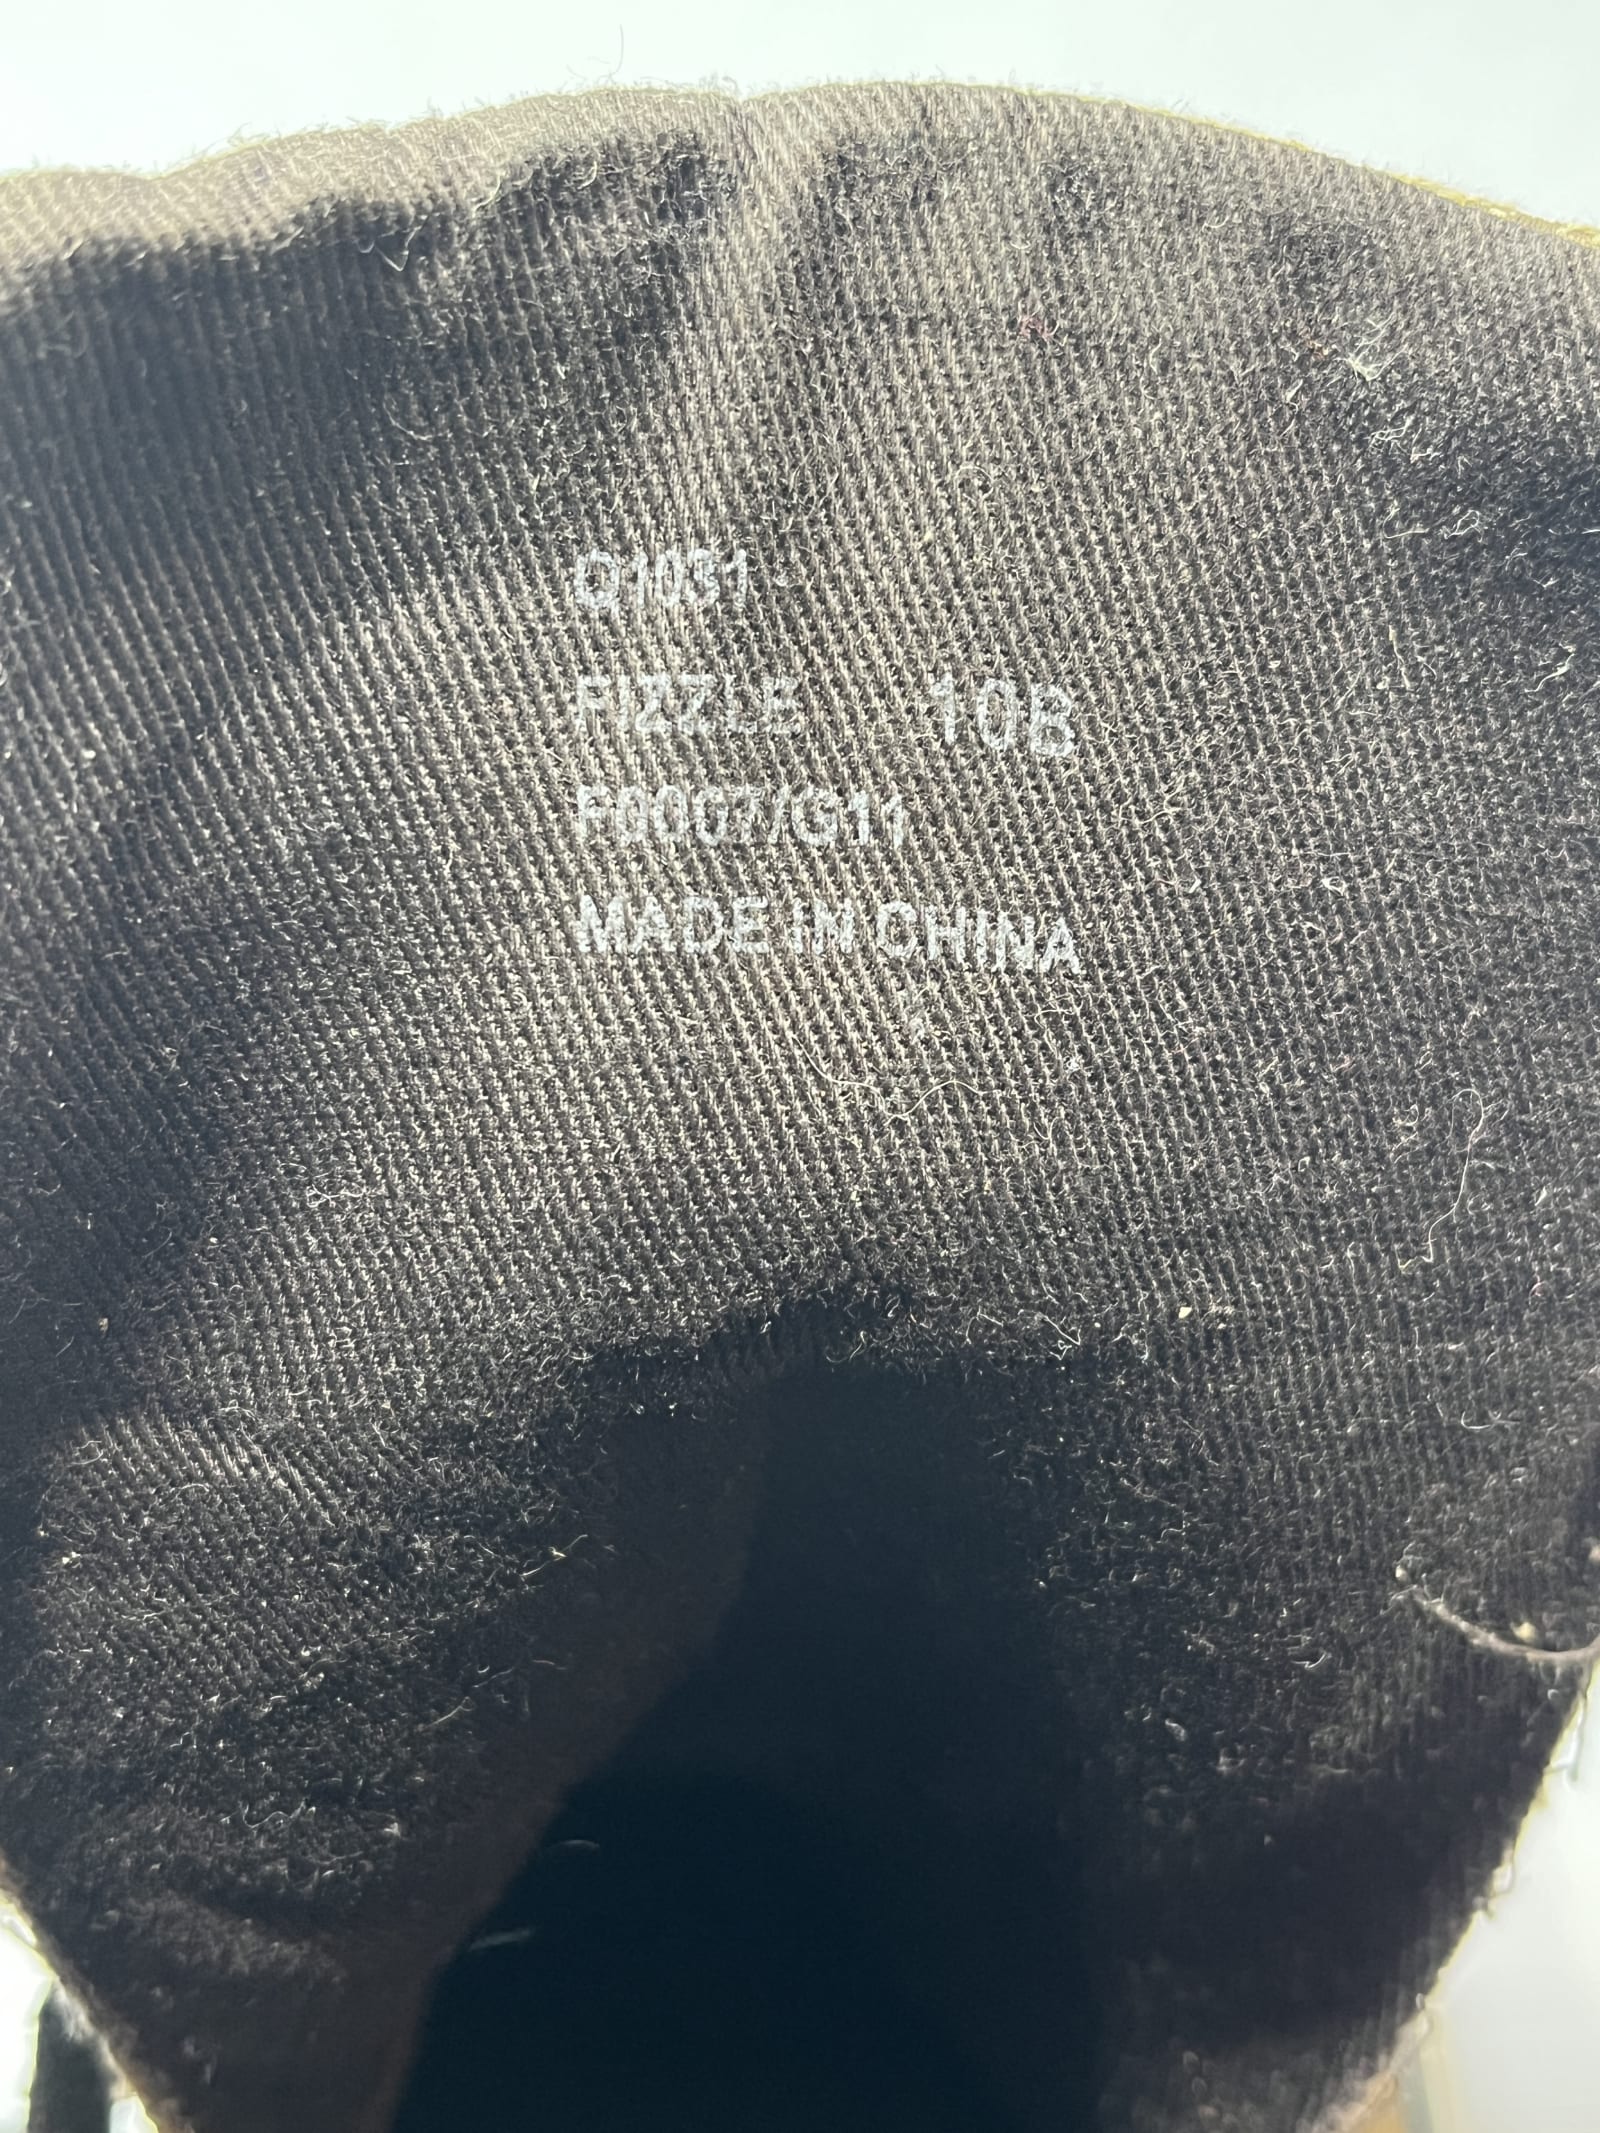 Q1031
FIZZLE 10B
F0007/G11
MADE IN CHINA